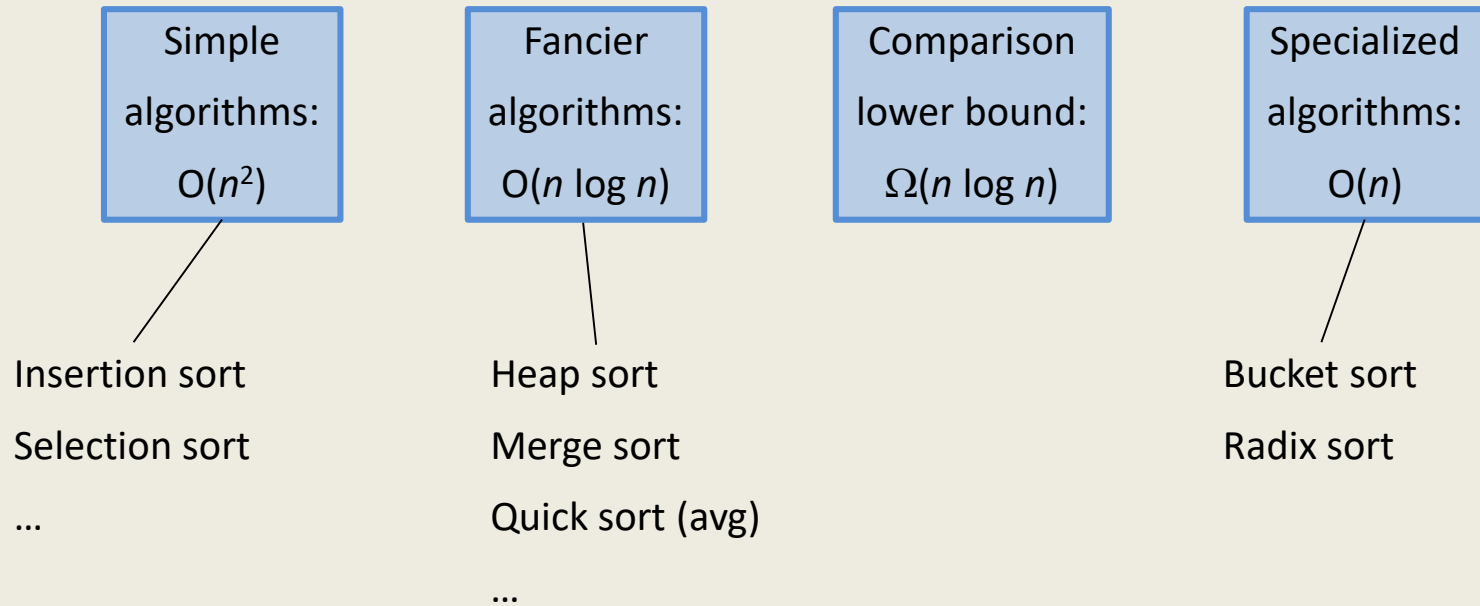 Simple
algorithms:
O(n²)
Fancier
algorithms:
O(n log n)
Comparison
lower bound:
Ω(n log n)
Specialized
algorithms:
O(n)
Insertion sort
Selection sort
…
Heap sort
Merge sort
Quick sort (avg)
…
Bucket sort
Radix sort